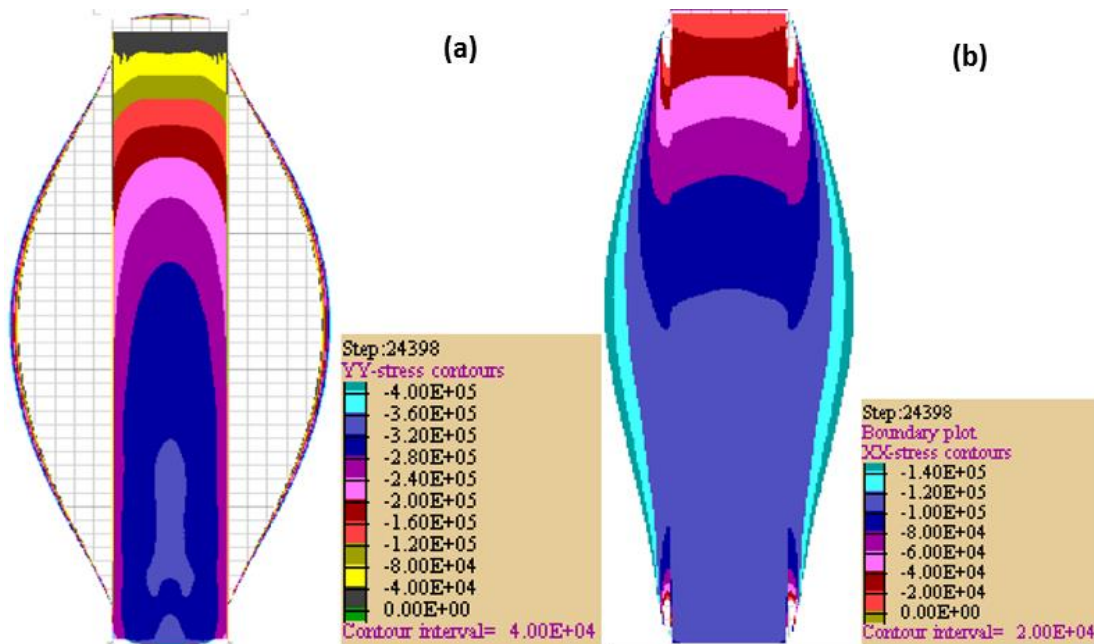 (a)
(b)
Step:24398
YY-stress contours
-4.00E+05
-3.60E+05
-3.20E+05
-2.80E+05
-2.40E+05
-2.00E+05
-1.60E+05
-1.20E+05
-8.00E+04
-4.00E+04
0.00E+00
Contour interval= 4.00E+04
Step:24398
Boundary plot
XX-stress contours
-1.40E+05
-1.20E+05
-1.00E+05
-8.00E+04
-6.00E+04
-4.00E+04
-2.00E+04
0.00E+00
Contour interval= 2.00E+04